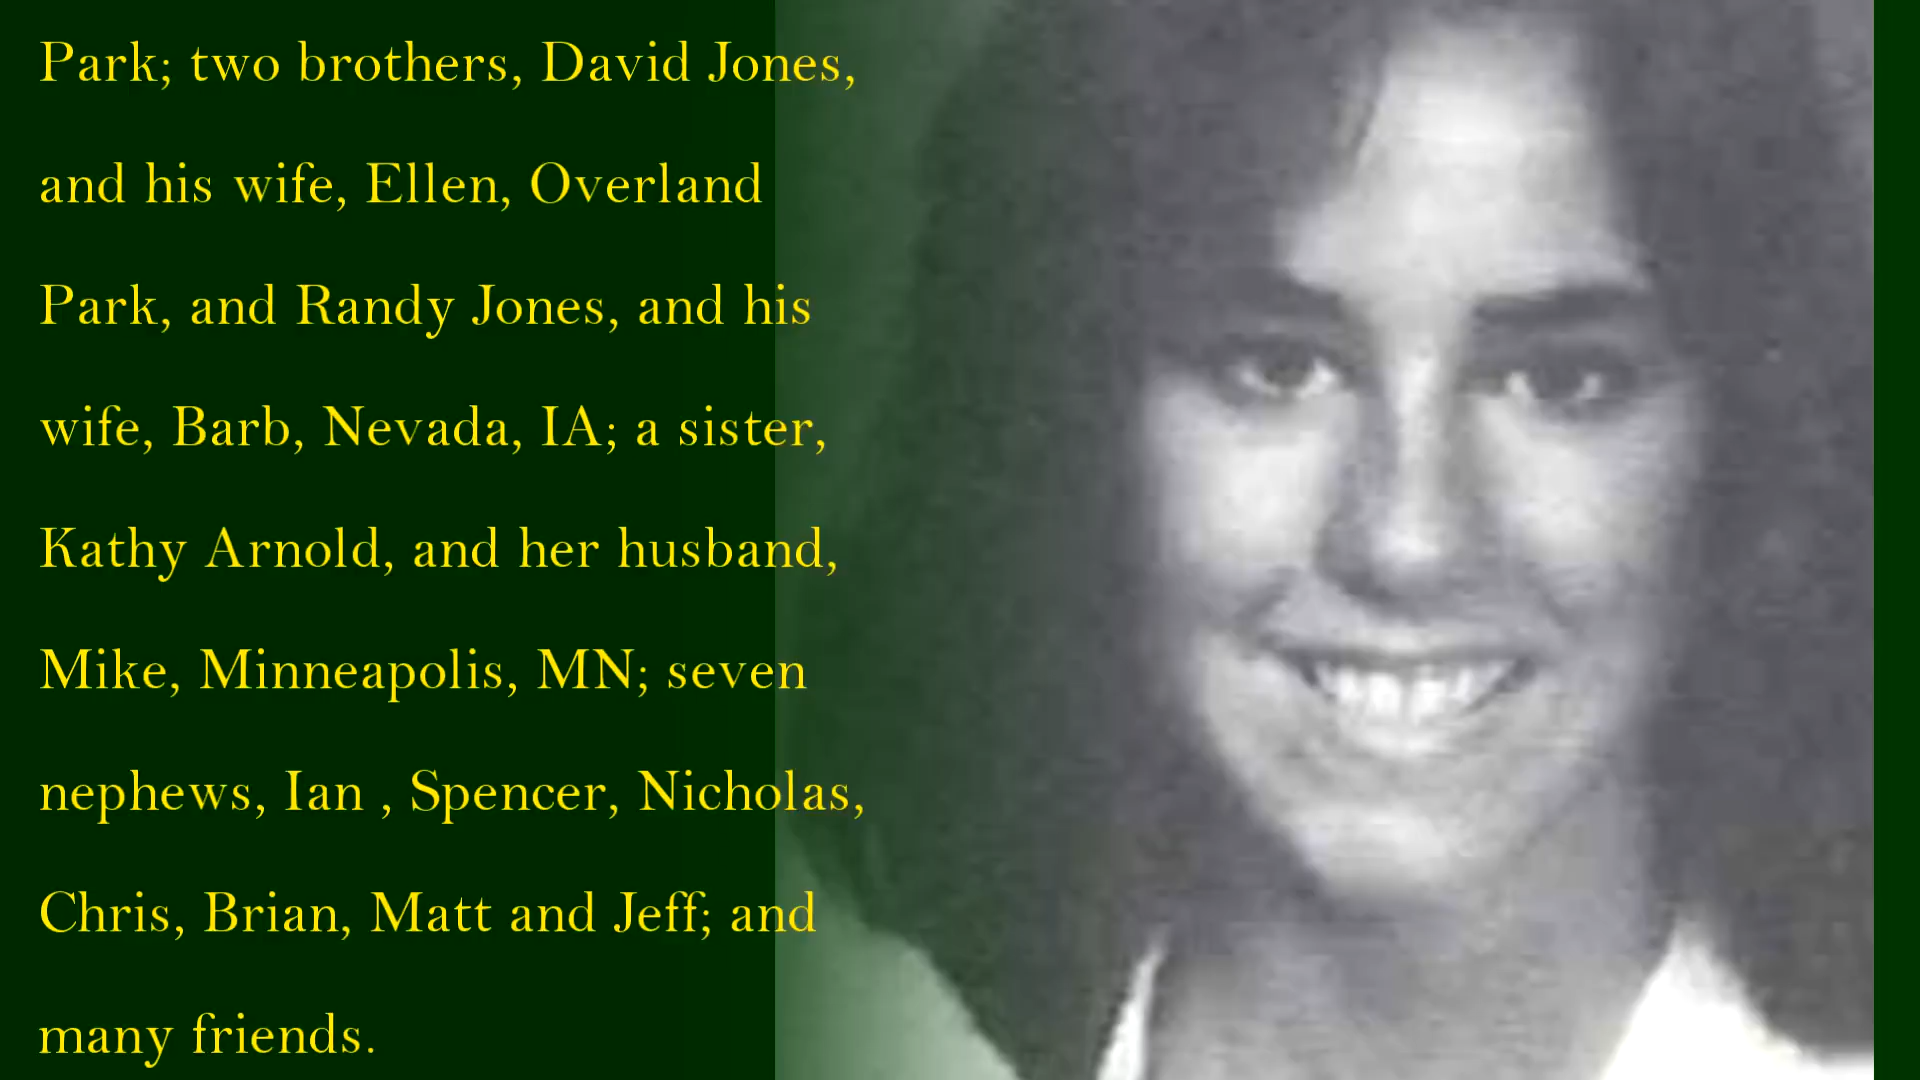 Park; two brothers, David Jones,
and his wife, Ellen, Overland
Park, and Randy Jones, and his
wife, Barb, Nevada, IA; a sister,
Kathy Arnold, and her husband,
Mike, Minneapolis, MN; seven
nephews, Ian , Spencer, Nicholas,
Chris, Brian, Matt and Jeff; and
many friends.